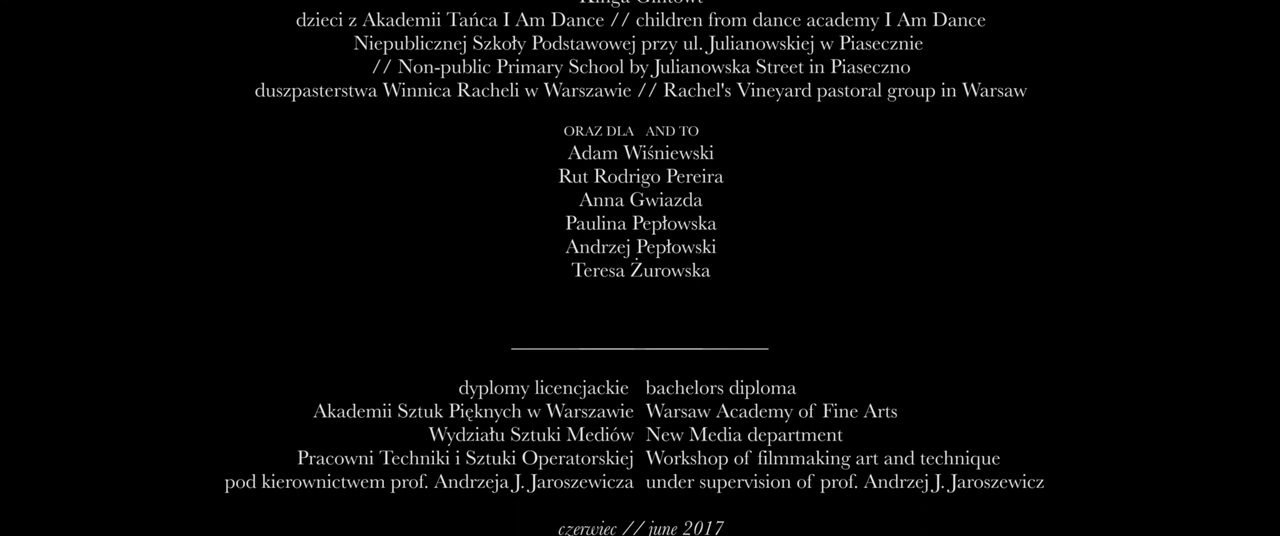 Kinga Gintowt
dzieci z Akademii Tańca I Am Dance // children from dance academy I Am Dance
Niepublicznej Szkoły Podstawowej przy ul. Julianowskiej w Piasecznie
// Non-public Primary School by Julianowska Street in Piaseczno
duszpasterstwa Winnica Racheli w Warszawie // Rachel's Vineyard pastoral group in Warsaw
ORAZ DLA AND TO
Adam Wiśniewski
Rut Rodrigo Pereira
Anna Gwiazda
Paulina Pepłowska
Andrzej Pepłowski
Teresa Żurowska
dyplomy licencjackie bachelors diploma
Akademii Sztuk Pięknych w Warszawie Warsaw Academy of Fine Arts
Wydziału Sztuki Mediów New Media department
Pracowni Techniki i Sztuki Operatorskiej Workshop of filmmaking art and technique
pod kierownictwem prof. Andrzeja J. Jaroszewicza under supervision of prof. Andrzej J. Jaroszewicz
czerwiec // june 2017